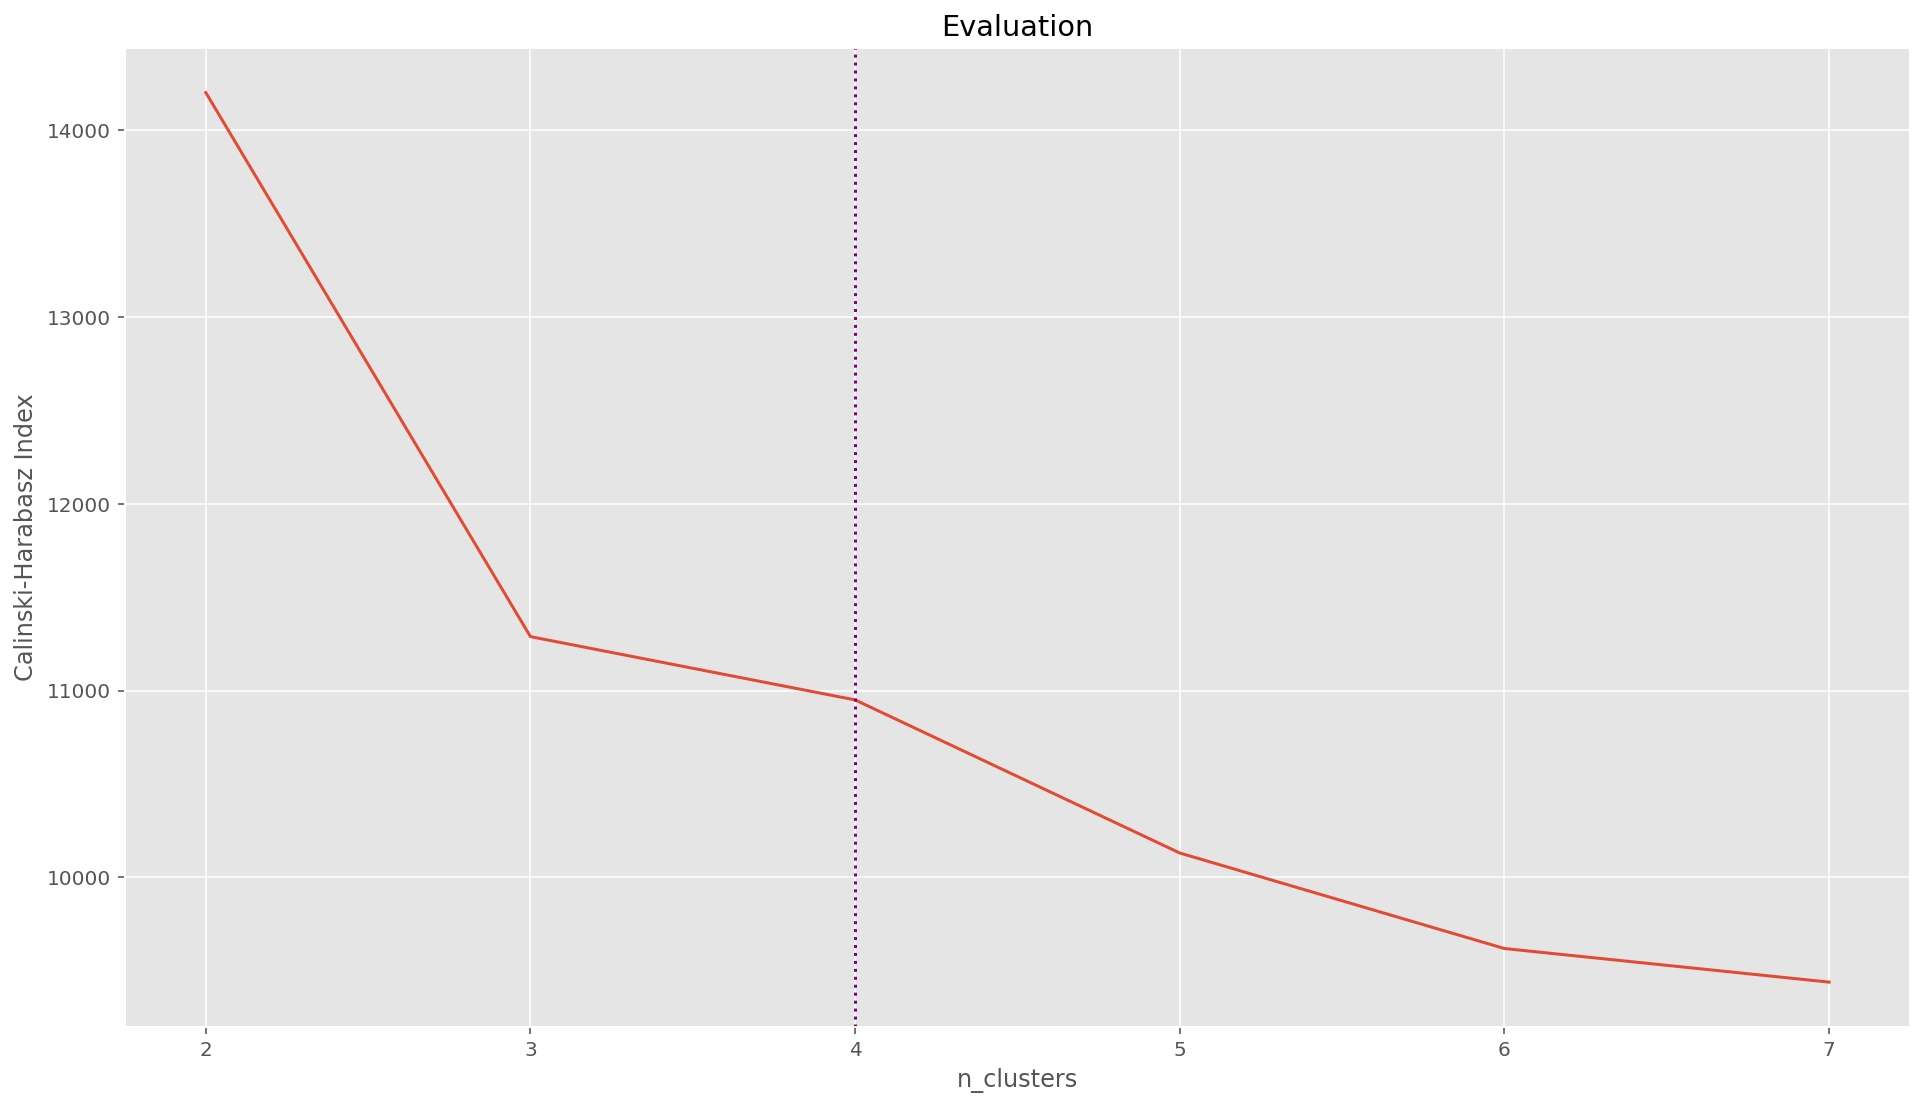 Evaluation
14000
13000
12000
11000
10000
Calinski-Harabasz Index
2 3 4 5 6 7
n_clusters